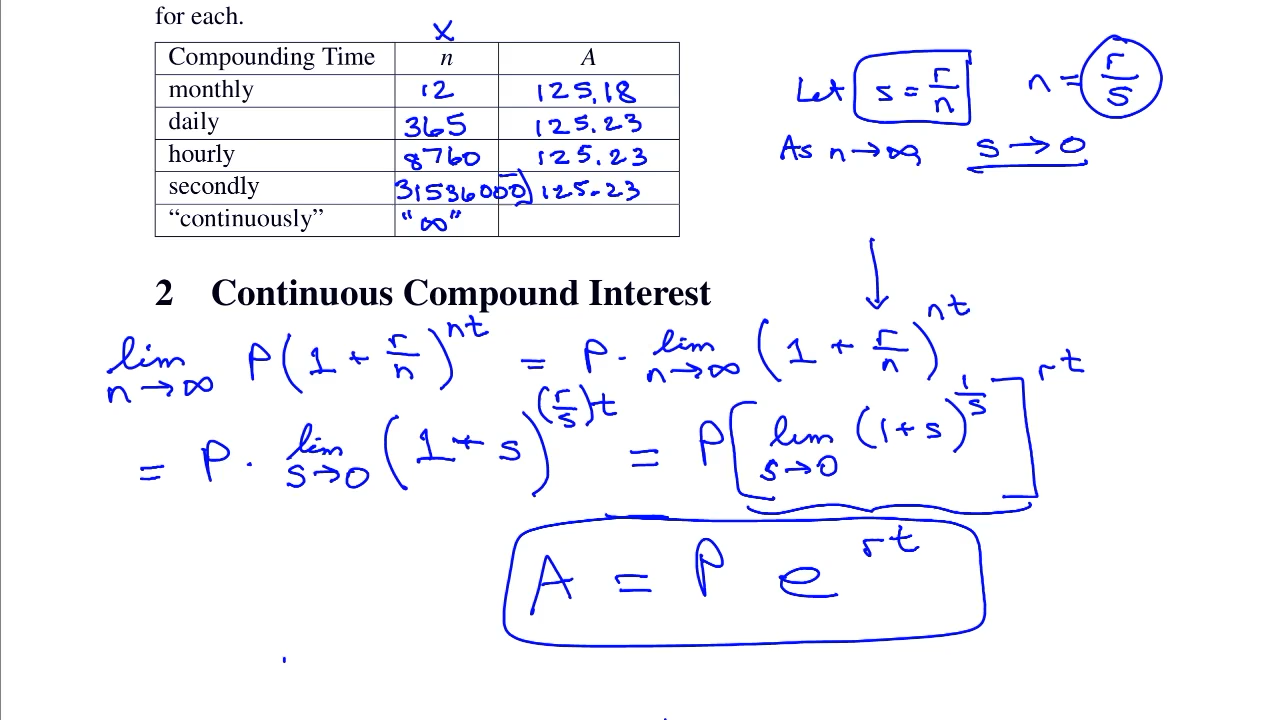 for each.
x
Compounding Time n A
monthly 12 125.18
daily 365 125.23
hourly 8760 125.23
secondly 31536000 125.23
“continuously” “∞”
Let s = r/n n = r/s
As n → ∞, s → 0
2 Continuous Compound Interest
lim n→∞ P(1 + r/n)^nt = P · lim n→∞ (1 + r/n)^nt
= P · lim s→0 (1 + s)^(r/s)t = P[lim s→0 (1+s)^1/s]^rt
A = P e^rt